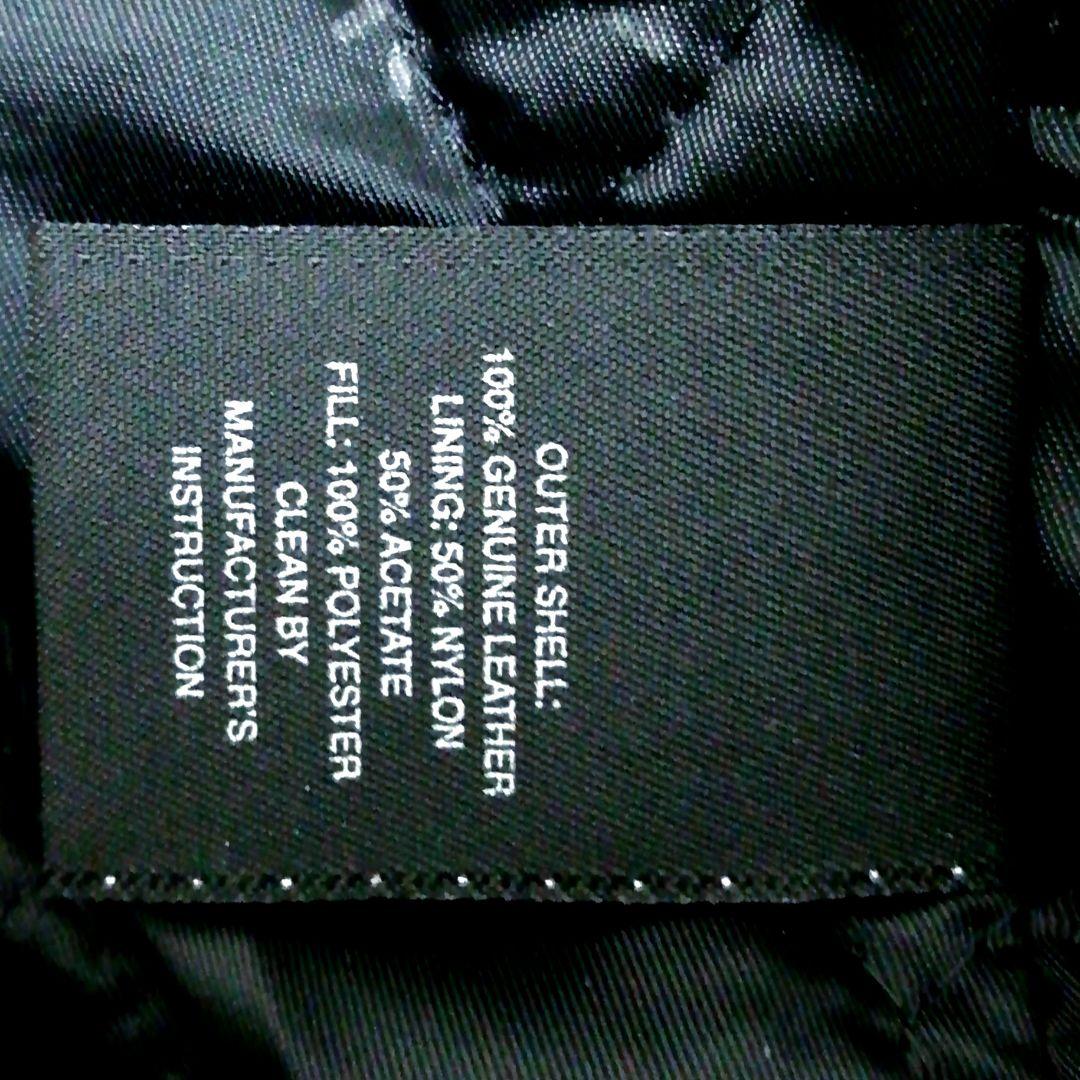 OUTER SHELL:
100% GENUINE LEATHER
LINING: 50% NYLON
50% ACETATE
FILL: 100% POLYESTER
CLEAN BY
MANUFACTURER'S
INSTRUCTION